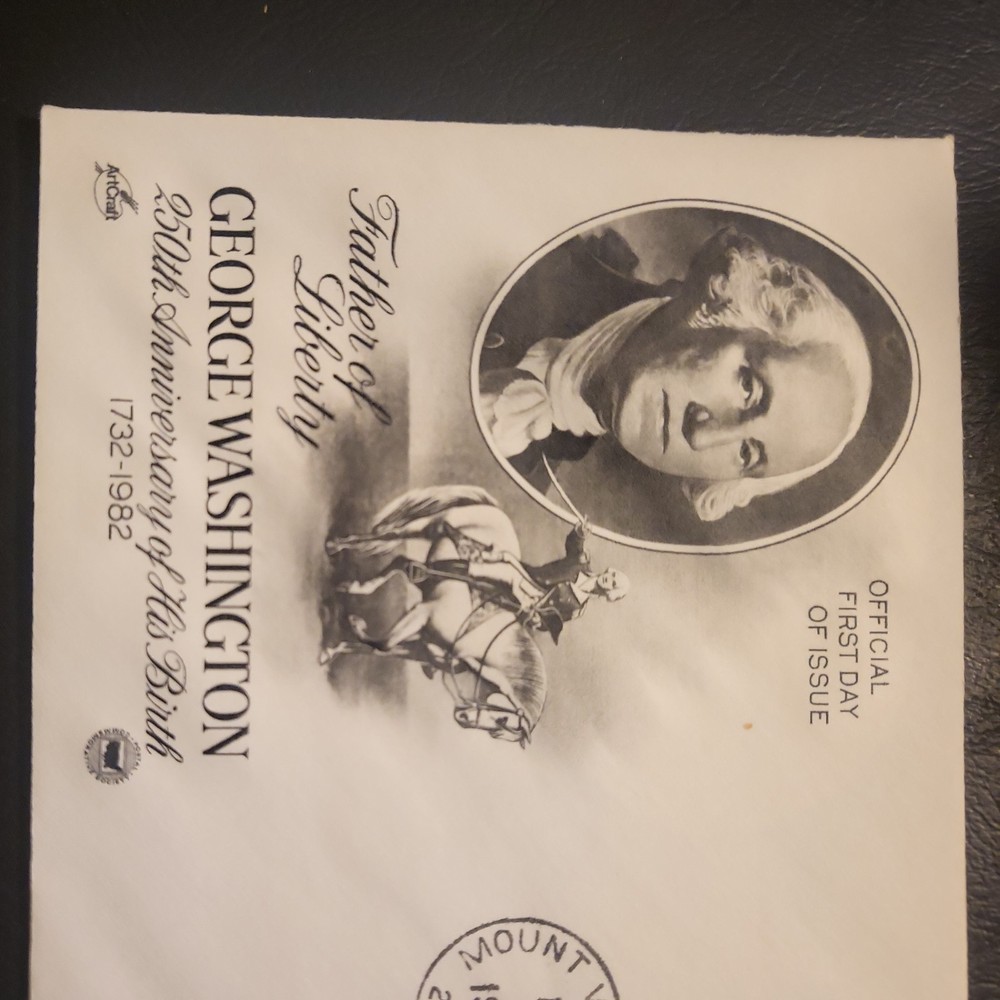 OFFICIAL
FIRST DAY
OF ISSUE
Father of
Liberty
GEORGE WASHINGTON
250th Anniversary of His Birth
1732-1982
ArtCraft
MOUNT